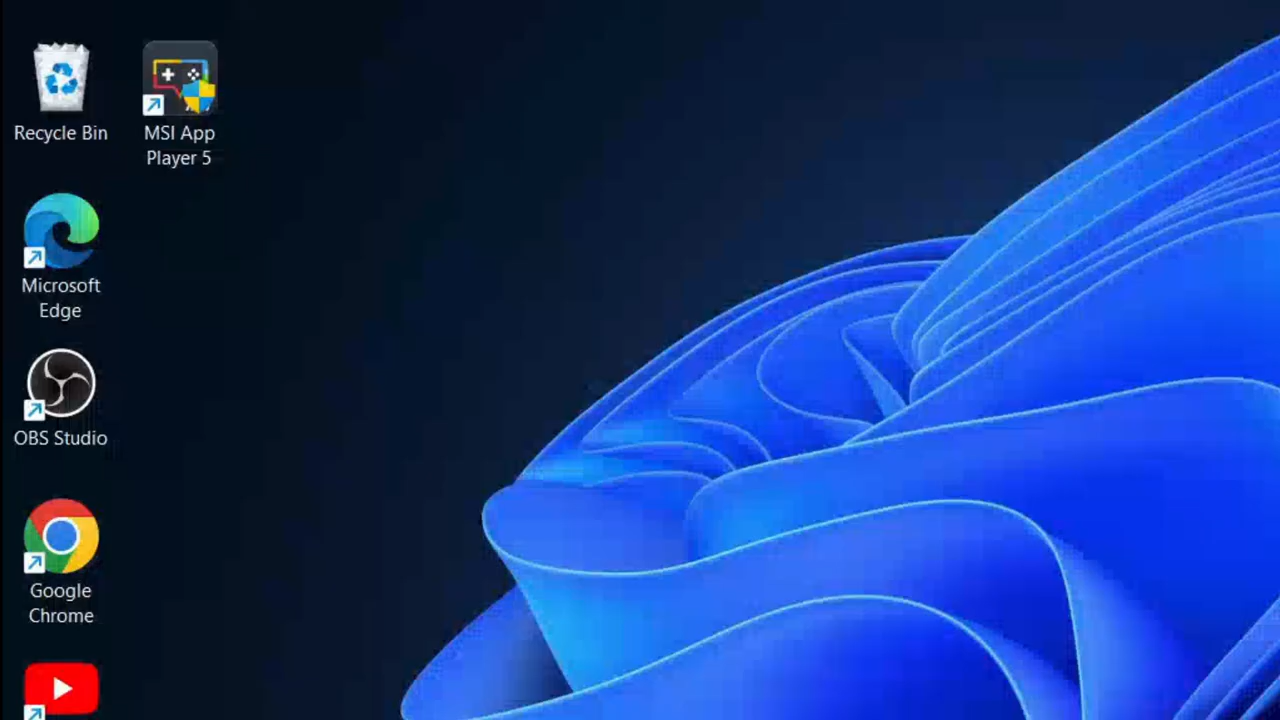 Recycle Bin
MSI App
Player 5
Microsoft
Edge
OBS Studio
Google
Chrome